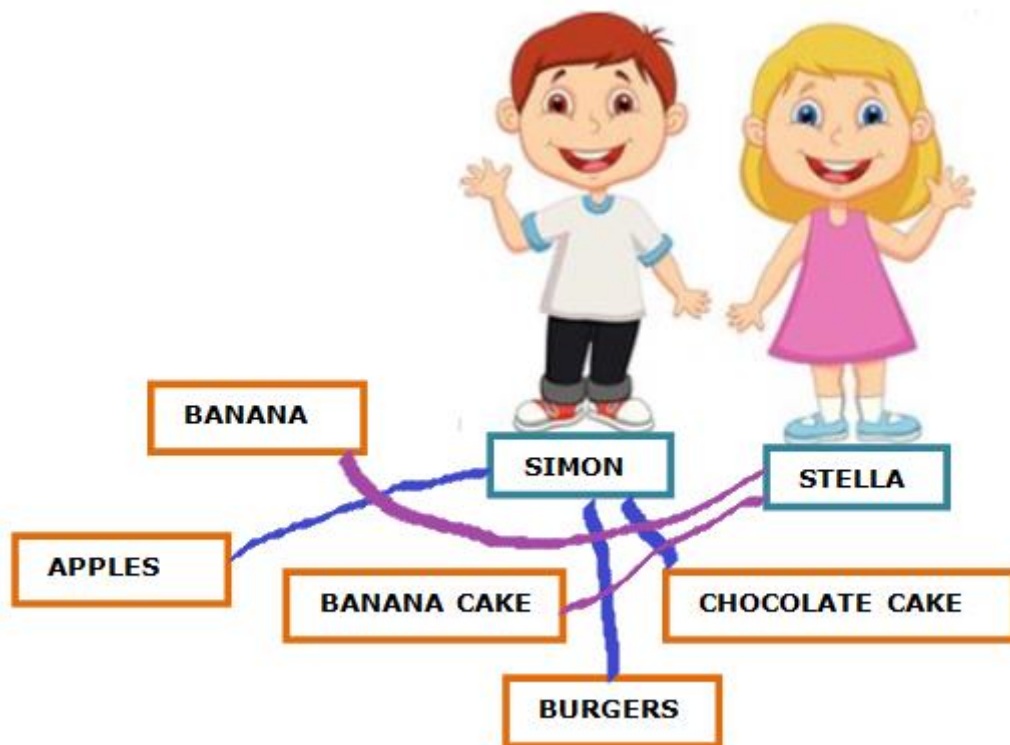 BANANA
SIMON
STELLA
APPLES
BANANA CAKE
CHOCOLATE CAKE
BURGERS